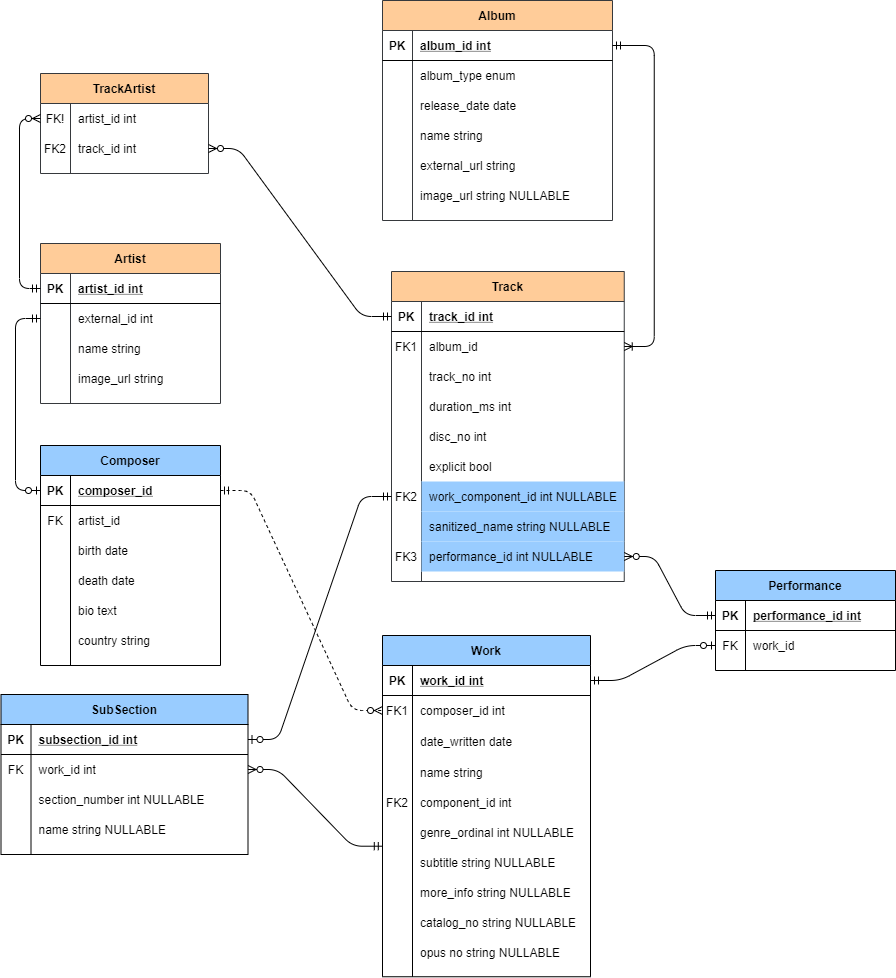 Album
PK album_id int
album_type enum
release_date date
name string
external_url string
image_url string NULLABLE
TrackArtist
FK! artist_id int
FK2 track_id int
Artist
PK artist_id int
external_id int
name string
image_url string
Track
PK track_id int
FK1 album_id
track_no int
duration_ms int
disc_no int
explicit bool
FK2 work_component_id int NULLABLE
sanitized_name string NULLABLE
FK3 performance_id int NULLABLE
Composer
PK composer_id
FK artist_id
birth date
death date
bio text
country string
Performance
PK performance_id int
FK work_id
Work
PK work_id int
FK1 composer_id int
date_written date
name string
FK2 component_id int
genre_ordinal int NULLABLE
subtitle string NULLABLE
more_info string NULLABLE
catalog_no string NULLABLE
opus no string NULLABLE
SubSection
PK subsection_id int
FK work_id int
section_number int NULLABLE
name string NULLABLE